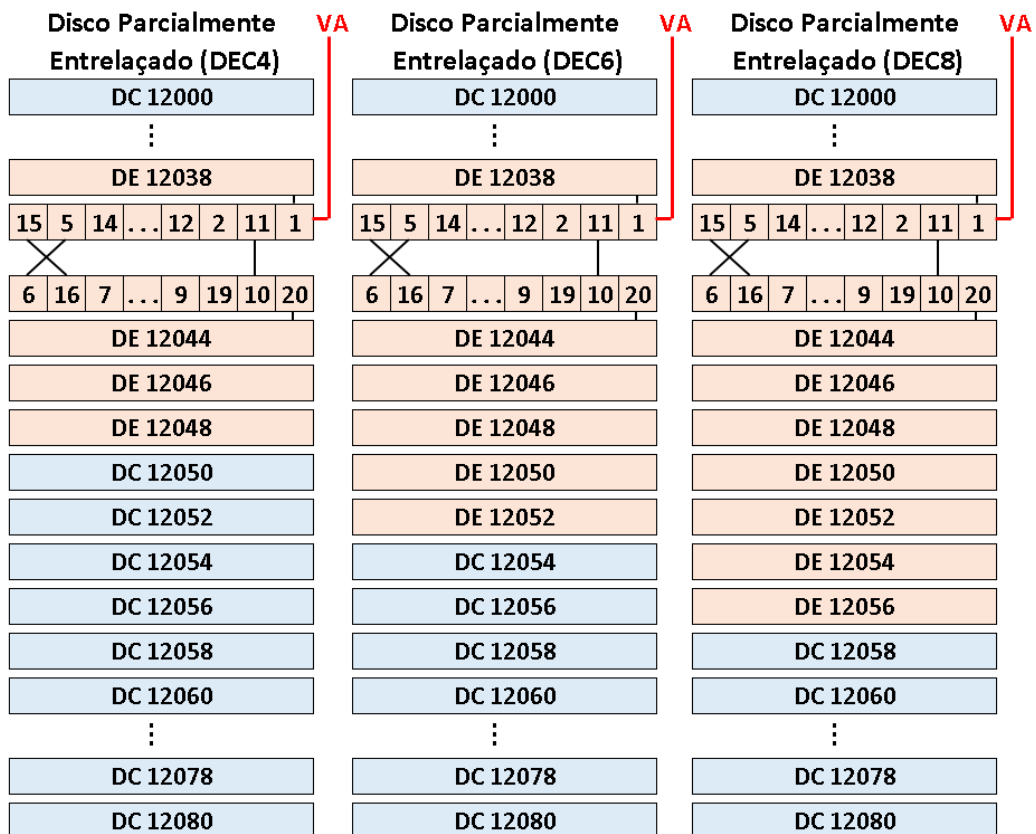 Disco Parcialmente
Entrelaçado (DEC4)
VA
DC 12000
⋮
DE 12038
15 5 14 ... 12 2 11 1
6 16 7 ... 9 19 10 20
DE 12044
DE 12046
DE 12048
DC 12050
DC 12052
DC 12054
DC 12056
DC 12058
DC 12060
⋮
DC 12078
DC 12080
Disco Parcialmente
Entrelaçado (DEC6)
VA
DC 12000
⋮
DE 12038
15 5 14 ... 12 2 11 1
6 16 7 ... 9 19 10 20
DE 12044
DE 12046
DE 12048
DE 12050
DE 12052
DC 12054
DC 12056
DC 12058
DC 12060
⋮
DC 12078
DC 12080
Disco Parcialmente
Entrelaçado (DEC8)
VA
DC 12000
⋮
DE 12038
15 5 14 ... 12 2 11 1
6 16 7 ... 9 19 10 20
DE 12044
DE 12046
DE 12048
DE 12050
DE 12052
DE 12054
DE 12056
DC 12058
DC 12060
⋮
DC 12078
DC 12080